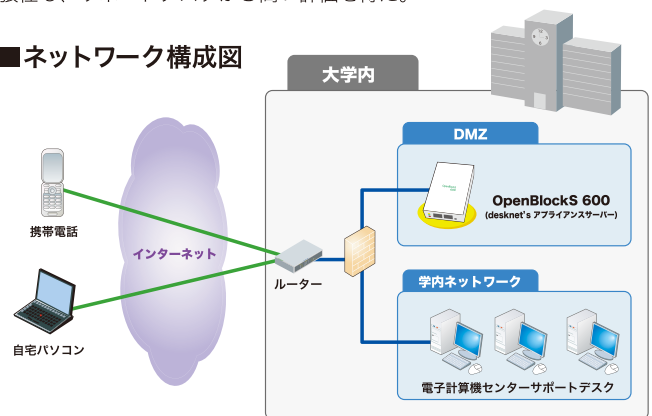 ■ネットワーク構成図
大学内
DMZ
OpenBlockS 600
(desknet's アプライアンスサーバー)
携帯電話
インターネット
ルーター
学内ネットワーク
自宅パソコン
電子計算機センターサポートデスク